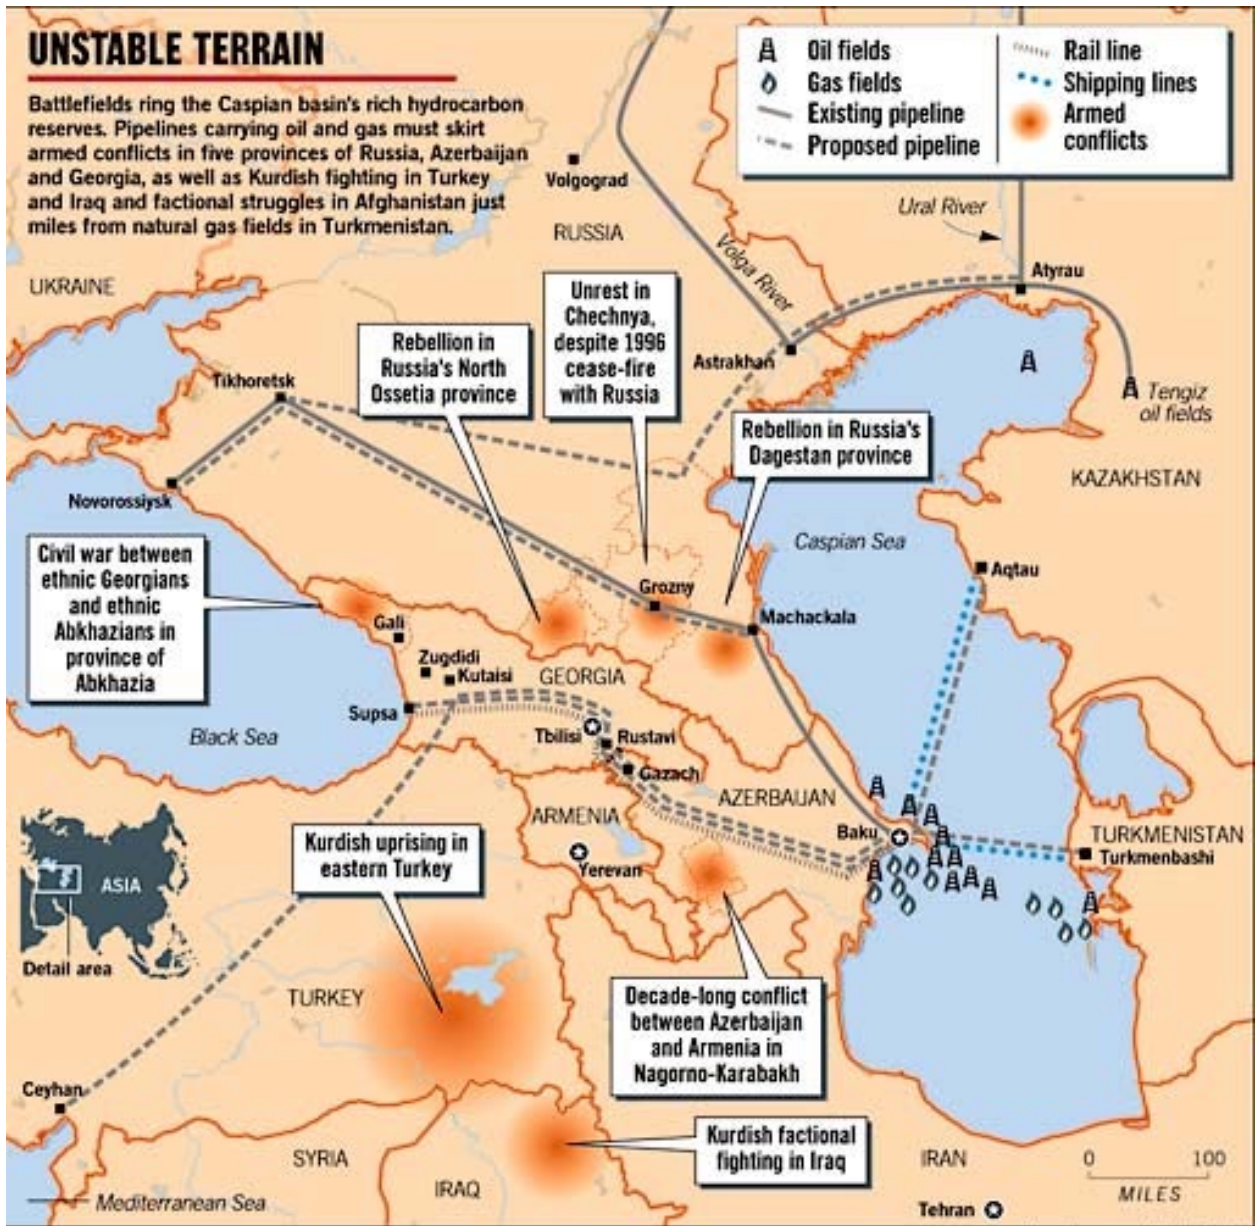 UNSTABLE TERRAIN
Battlefields ring the Caspian basin's rich hydrocarbon
reserves. Pipelines carrying oil and gas must skirt
armed conflicts in five provinces of Russia, Azerbaijan
and Georgia, as well as Kurdish fighting in Turkey
and Iraq and factional struggles in Afghanistan just
miles from natural gas fields in Turkmenistan.
Oil fields
Gas fields
Existing pipeline
Proposed pipeline
Rail line
Shipping lines
Armed
conflicts
Volgograd
RUSSIA
Ural River
Volga River
Atyrau
UKRAINE
Unrest in
Chechnya,
despite 1996
cease-fire
with Russia
Rebellion in
Russia's North
Ossetia province
Astrakhan
Tikhoretsk
Tengiz
oil fields
Rebellion in Russia's
Dagestan province
KAZAKHSTAN
Novorossiysk
Caspian Sea
Aqtau
Civil war between
ethnic Georgians
and ethnic
Abkhazians in
province of
Abkhazia
Grozny
Machackala
Gali
Zugdidi
Kutaisi
GEORGIA
Supsa
Black Sea
Tbilisi
Rustavi
Gazach
AZERBAIJAN
ARMENIA
Baku
TURKMENISTAN
Turkmenbashi
Kurdish uprising in
eastern Turkey
Yerevan
ASIA
Detail area
TURKEY
Decade-long conflict
between Azerbaijan
and Armenia in
Nagorno-Karabakh
Ceyhan
Kurdish factional
fighting in Iraq
SYRIA
IRAQ
IRAN
0 100
MILES
Mediterranean Sea
Tehran